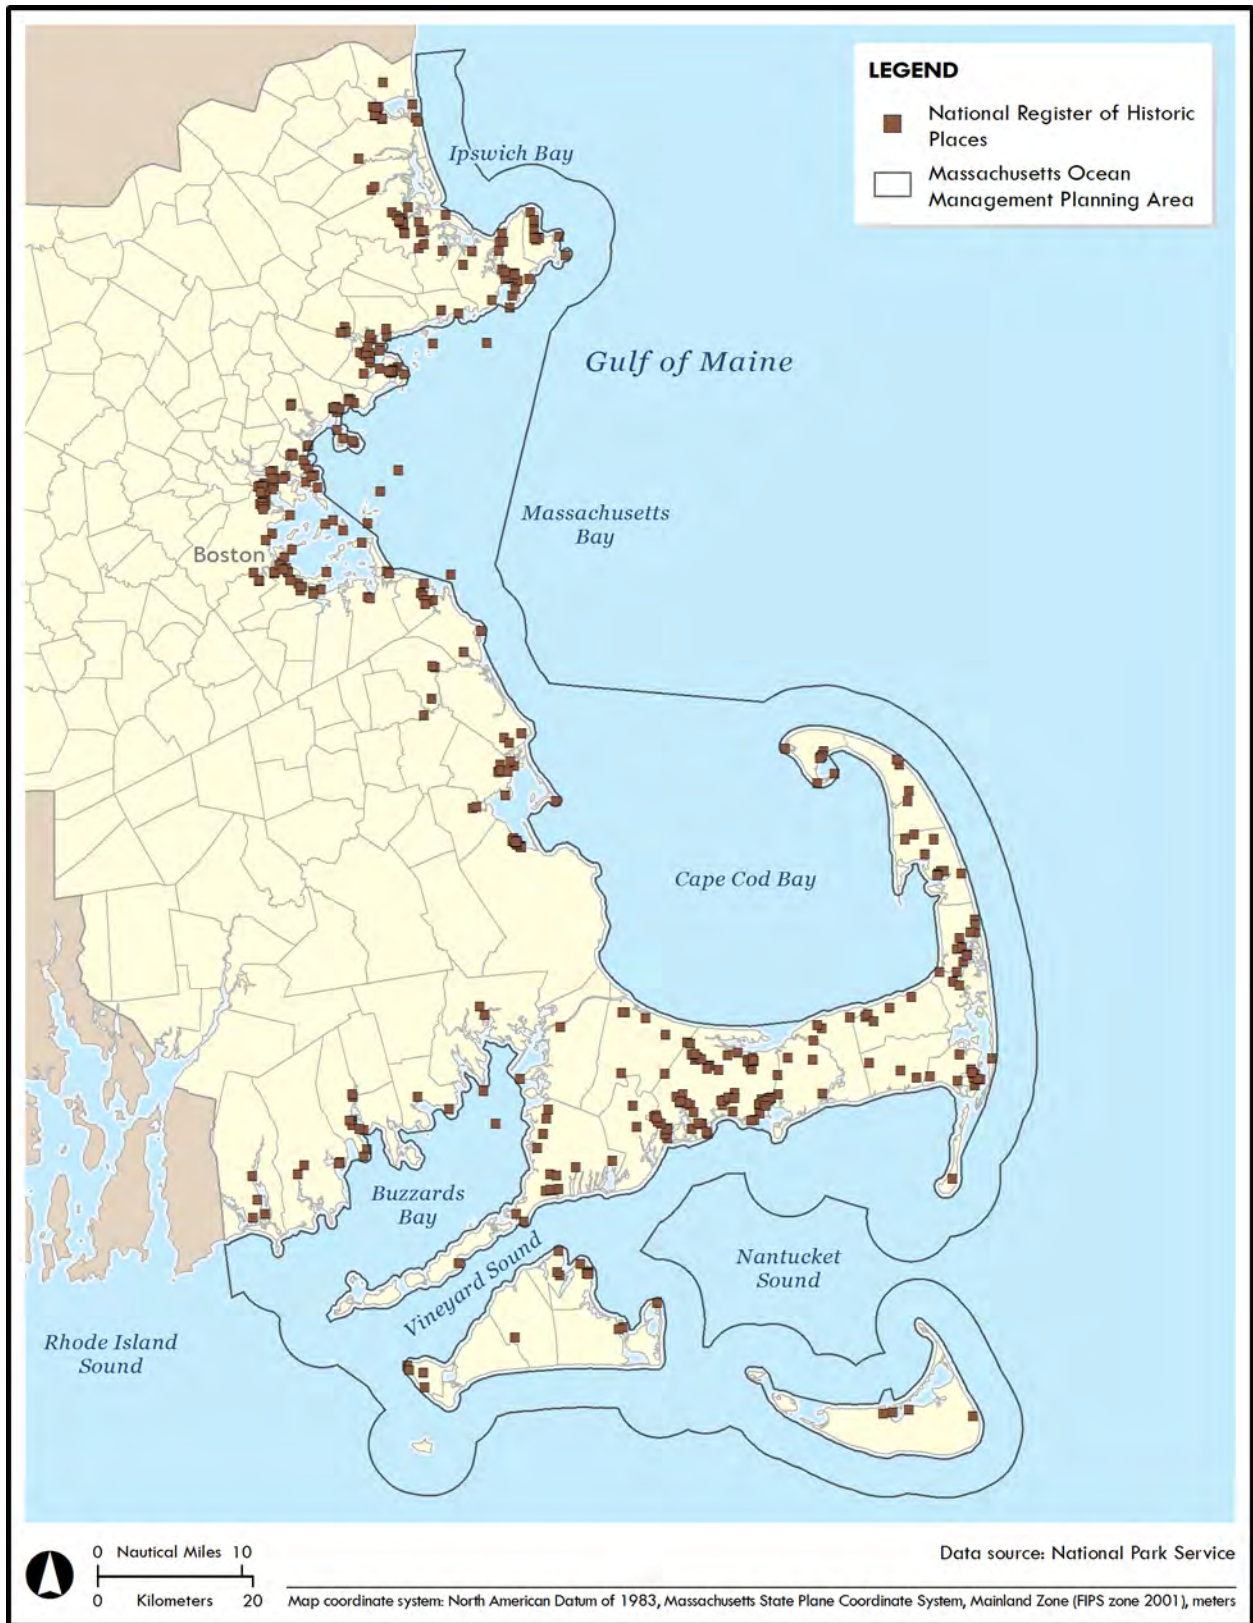 LEGEND
National Register of Historic
Places
Massachusetts Ocean
Management Planning Area
Ipswich Bay
Gulf of Maine
Massachusetts
Bay
Boston
Cape Cod Bay
Buzzards
Bay
Vineyard Sound
Nantucket
Sound
Rhode Island
Sound
0 Nautical Miles 10
0 Kilometers 20
Data source: National Park Service
Map coordinate system: North American Datum of 1983, Massachusetts State Plane Coordinate System, Mainland Zone (FIPS zone 2001), meters